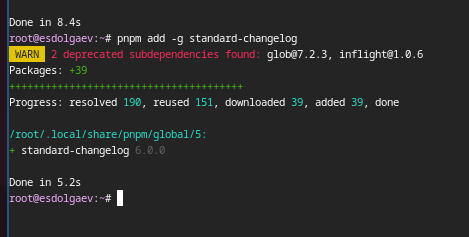 Done in 8.4s
root@esdolgaev:~# pnpm add -g standard-changelog
WARN 2 deprecated subdependencies found: glob@7.2.3, inflight@1.0.6
Packages: +39
+++++++++++++++++++++++++++++++++++++++
Progress: resolved 190, reused 151, downloaded 39, added 39, done
/root/.local/share/pnpm/global/5:
+ standard-changelog 6.0.0
Done in 5.2s
root@esdolgaev:~#